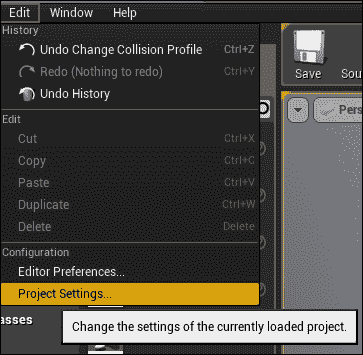 Edit Window Help
History
Undo Change Collision Profile Ctrl+Z
Redo (Nothing to redo) Ctrl+Y
Undo History
Save Sou
Pers
Edit
Cut Ctrl+X
Copy Ctrl+C
Paste Ctrl+V
Duplicate Ctrl+W
Delete Delete
Configuration
Editor Preferences...
Project Settings...
asses
Change the settings of the currently loaded project.